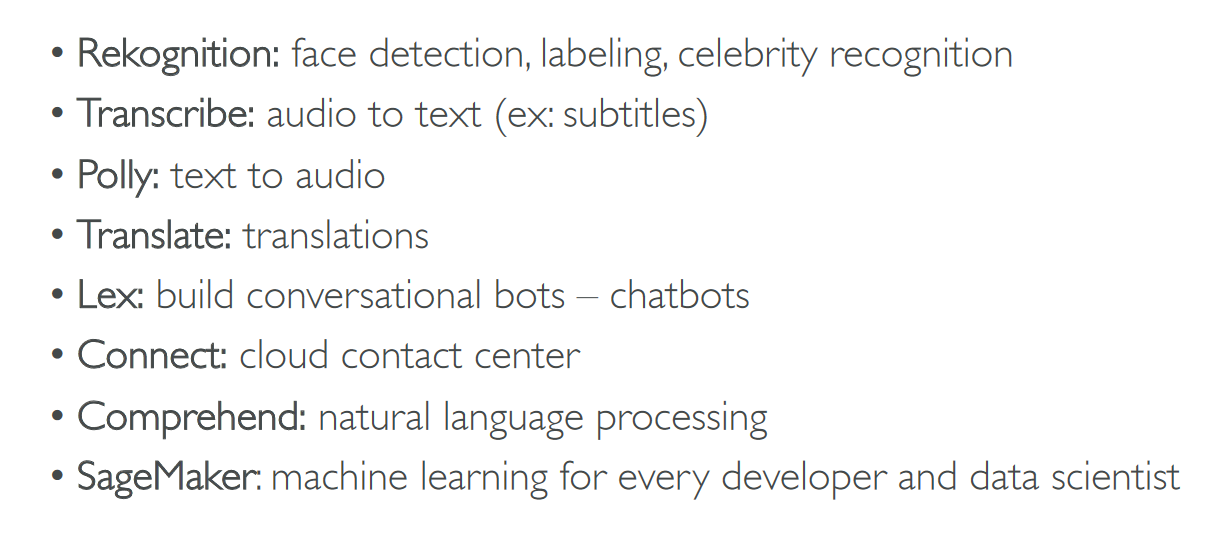 • Rekognition: face detection, labeling, celebrity recognition
• Transcribe: audio to text (ex: subtitles)
• Polly: text to audio
• Translate: translations
• Lex: build conversational bots – chatbots
• Connect: cloud contact center
• Comprehend: natural language processing
• SageMaker: machine learning for every developer and data scientist